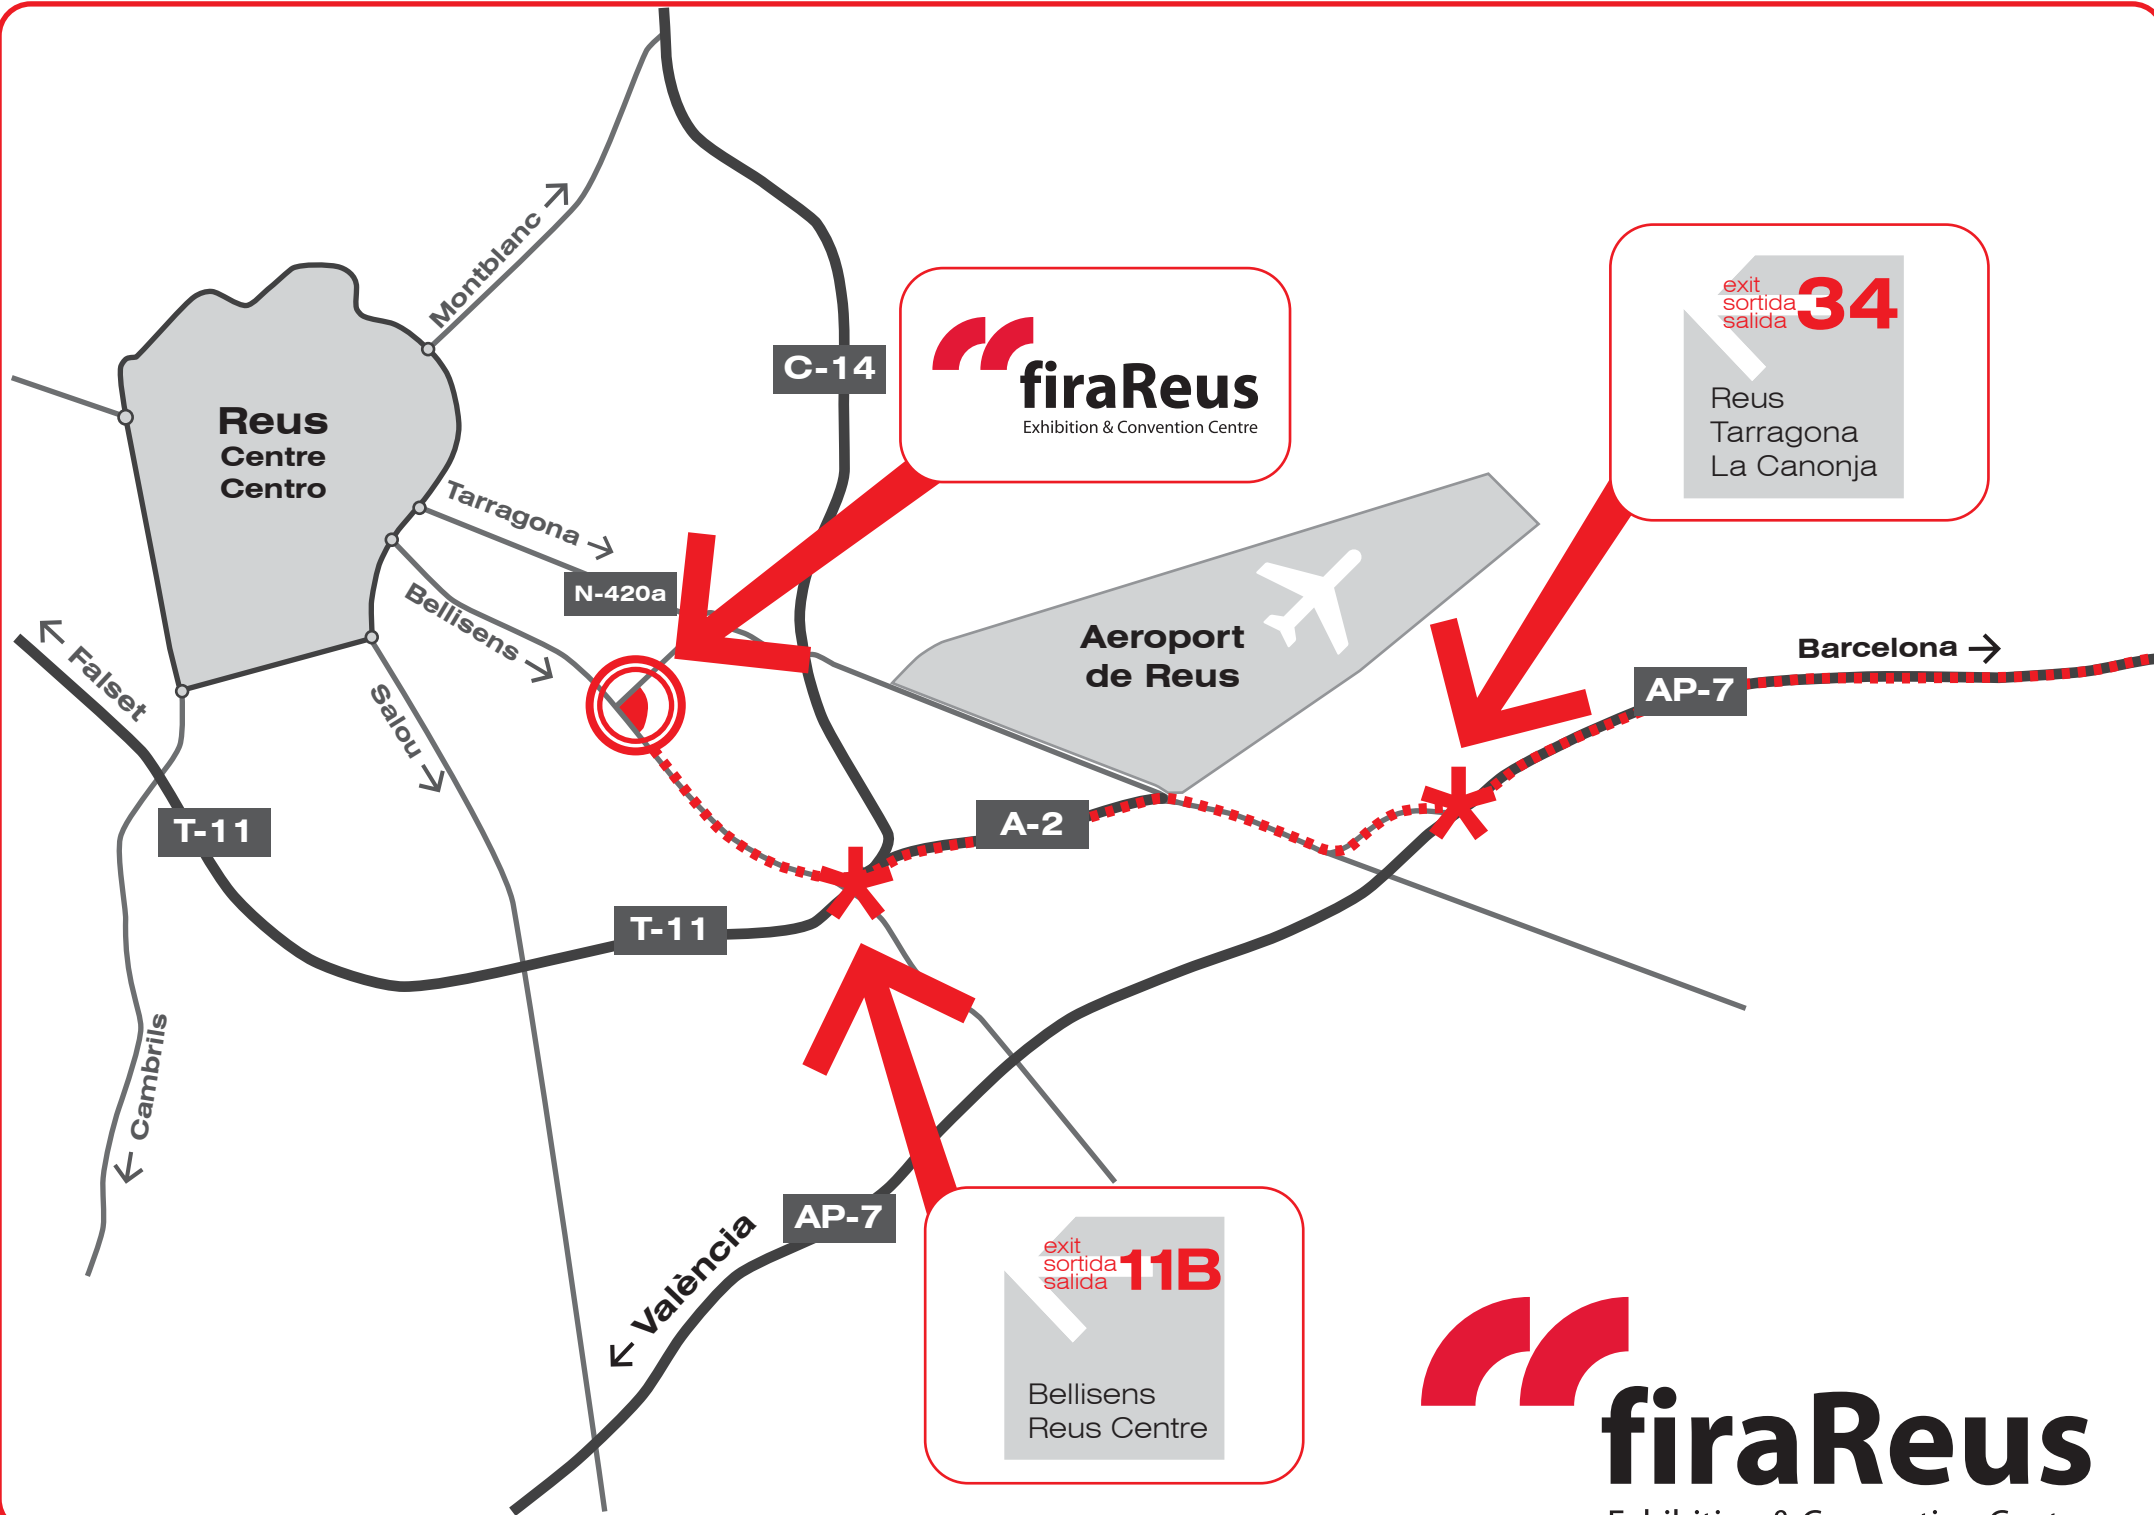 Montblanc
C-14
firaReus
Exhibition & Convention Centre
exit
sortida
salida
34
Reus
Tarragona
La Canonja
Reus
Centre
Centro
Tarragona
N-420a
Bellisens
Aeroport
de Reus
Barcelona
AP-7
Falset
Salou
T-11
A-2
T-11
Cambrils
València
AP-7
exit
sortida
salida
11B
Bellisens
Reus Centre
firaReus